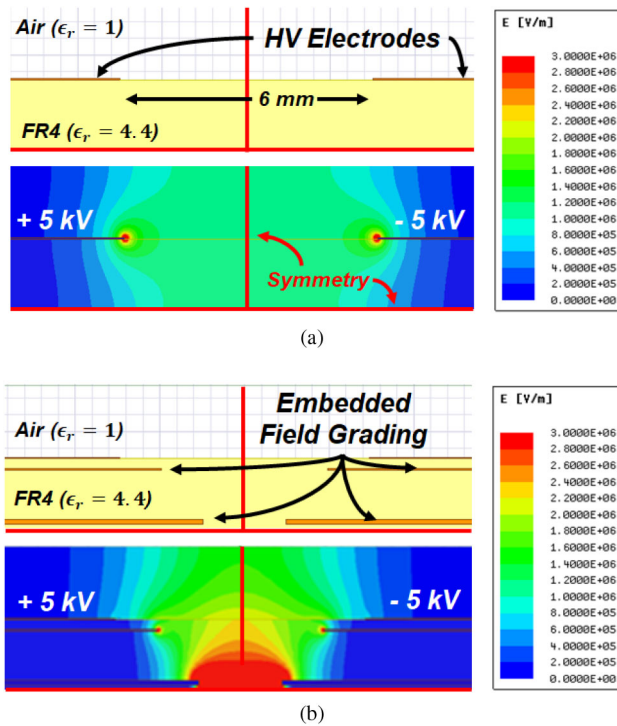 Air (ϵr = 1)
HV Electrodes
6 mm
FR4 (ϵr = 4.4)
+ 5 kV
- 5 kV
Symmetry
E [V/m]
3.0000E+06
2.8000E+06
2.6000E+06
2.4000E+06
2.2000E+06
2.0000E+06
1.8000E+06
1.6000E+06
1.4000E+06
1.2000E+06
1.0000E+06
8.0000E+05
6.0000E+05
4.0000E+05
2.0000E+05
0.0000E+00
(a)
Air (ϵr = 1)
Embedded
Field Grading
FR4 (ϵr = 4.4)
+ 5 kV
- 5 kV
E [V/m]
3.0000E+06
2.8000E+06
2.6000E+06
2.4000E+06
2.2000E+06
2.0000E+06
1.8000E+06
1.6000E+06
1.4000E+06
1.2000E+06
1.0000E+06
8.0000E+05
6.0000E+05
4.0000E+05
2.0000E+05
0.0000E+00
(b)